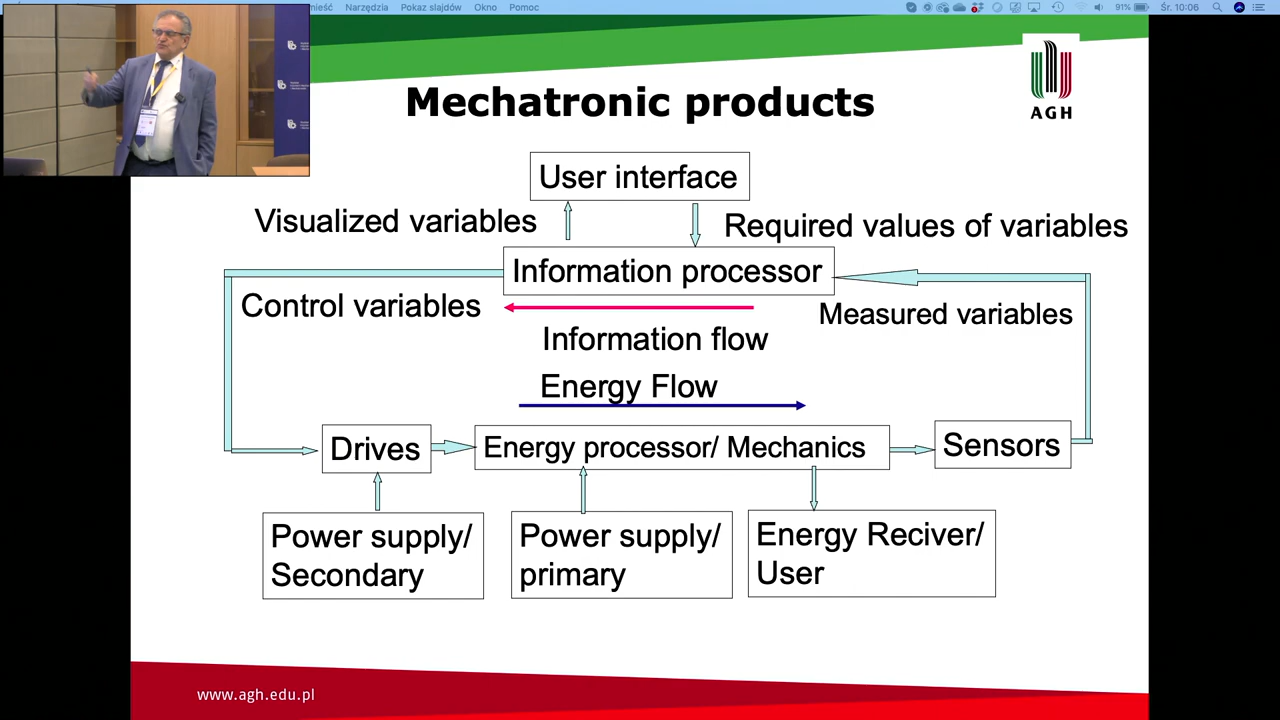 Narzędzia Pokaz slajdów Okno Pomoc 91% Śr. 10:06
Mechatronic products
AGH
User interface
Visualized variables
Required values of variables
Information processor
Control variables
Measured variables
Information flow
Energy Flow
Drives
Energy processor/ Mechanics
Sensors
Power supply/
Secondary
Power supply/
primary
Energy Reciver/
User
www.agh.edu.pl